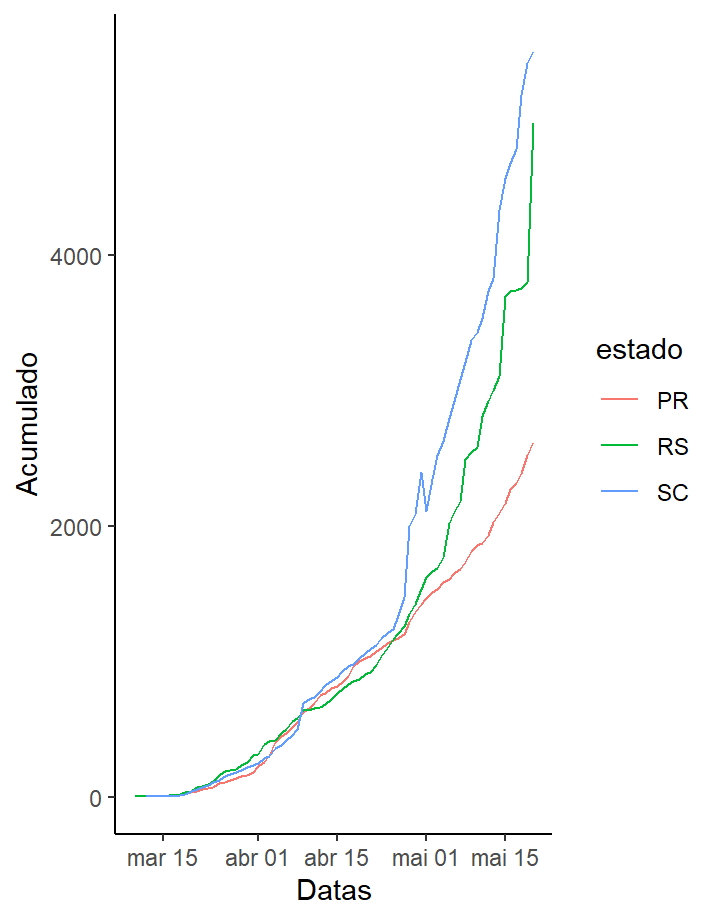 Acumulado
4000
2000
0
mar 15
abr 01
abr 15
mai 01
mai 15
Datas
estado
PR
RS
SC